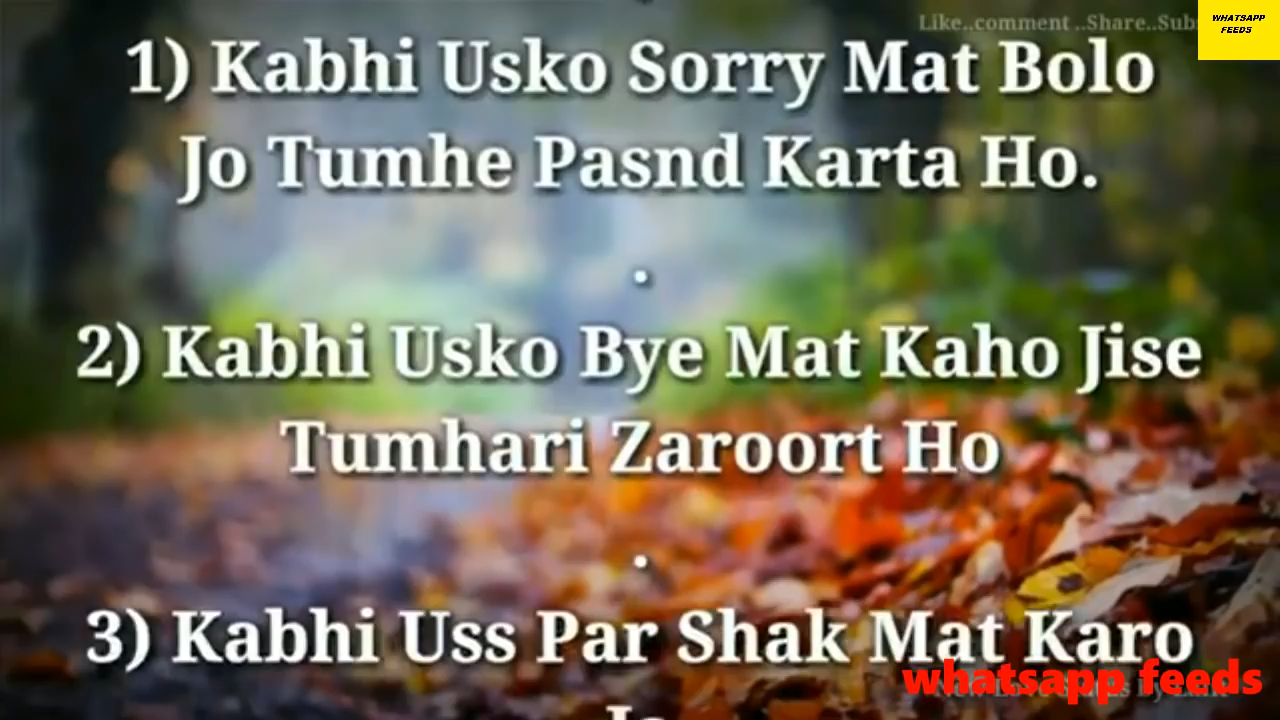 Like..comment ..Share..Subs
WHATSAPP
FEEDS
1) Kabhi Usko Sorry Mat Bolo
Jo Tumhe Pasnd Karta Ho.
.
2) Kabhi Usko Bye Mat Kaho Jise
Tumhari Zaroort Ho
.
3) Kabhi Uss Par Shak Mat Karo
whatsapp feeds